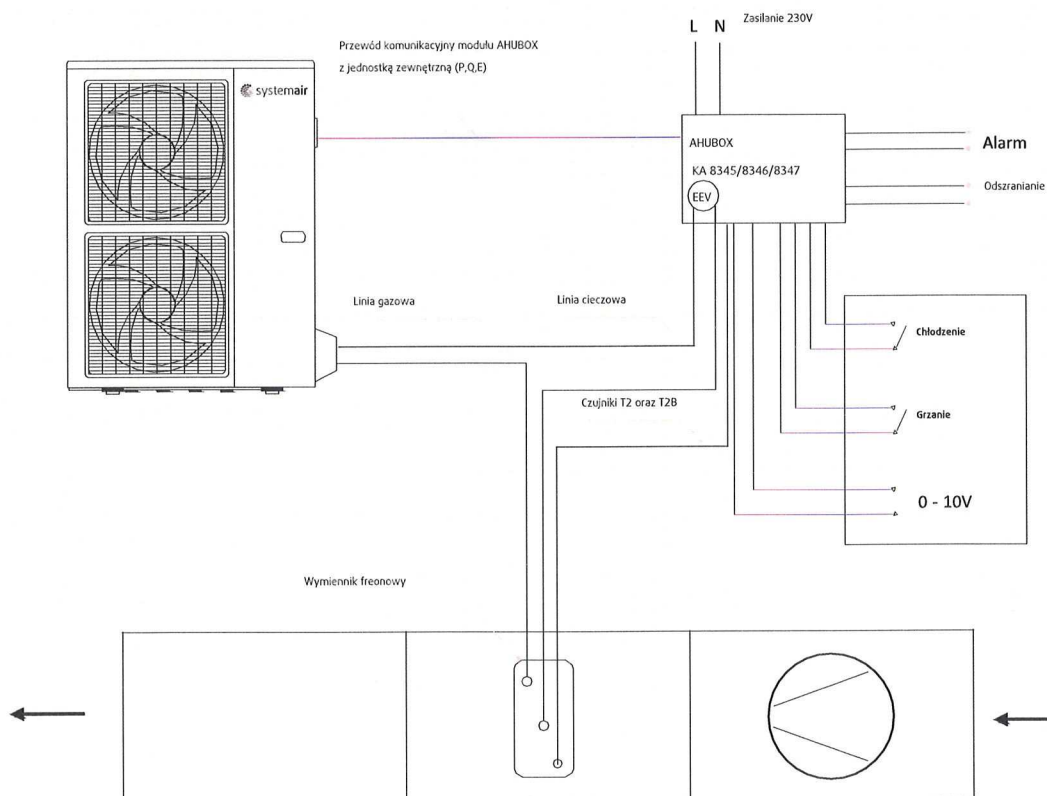 L N
Zasilanie 230V
Przewód komunikacyjny modułu AHUBOX
z jednostką zewnętrzną (P,Q,E)
systemair
AHUBOX
KA 8345/8346/8347
EEV
Alarm
Odszranianie
Linia gazowa
Linia cieczowa
Chłodzenie
Czujniki T2 oraz T2B
Grzanie
0 - 10V
Wymiennik freonowy